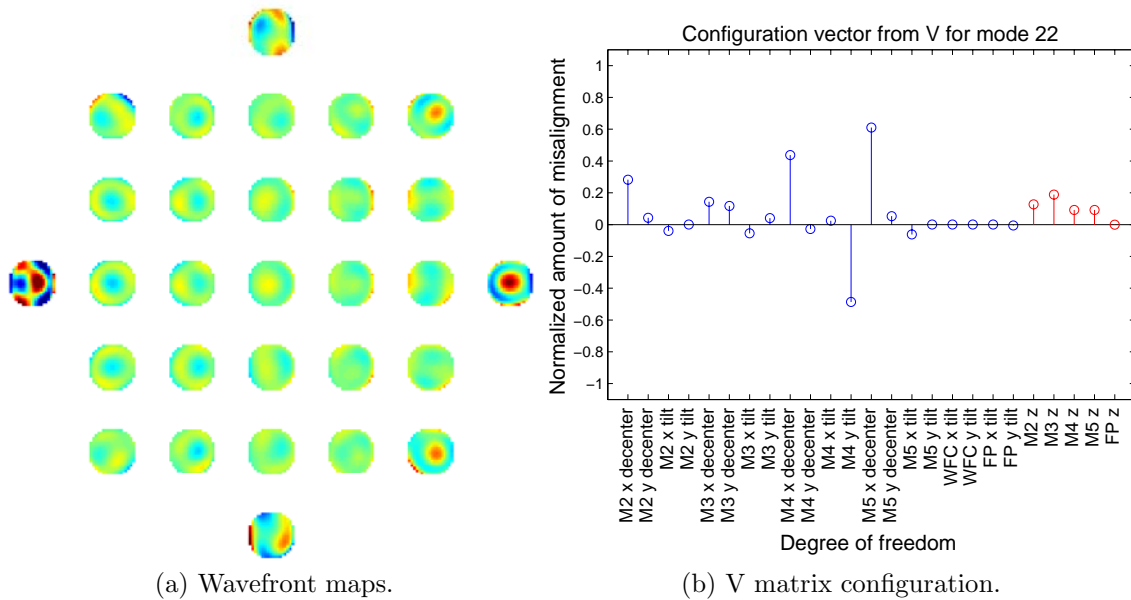 Configuration vector from V for mode 22
Normalized amount of misalignment
1
0.8
0.6
0.4
0.2
0
−0.2
−0.4
−0.6
−0.8
−1
M2 x decenter
M2 y decenter
M2 x tilt
M2 y tilt
M3 x decenter
M3 y decenter
M3 x tilt
M3 y tilt
M4 x decenter
M4 y decenter
M4 x tilt
M4 y tilt
M5 x decenter
M5 y decenter
M5 x tilt
M5 y tilt
WFC x tilt
WFC y tilt
FP x tilt
FP y tilt
M2 z
M3 z
M4 z
M5 z
FP z
Degree of freedom
(a) Wavefront maps.
(b) V matrix configuration.